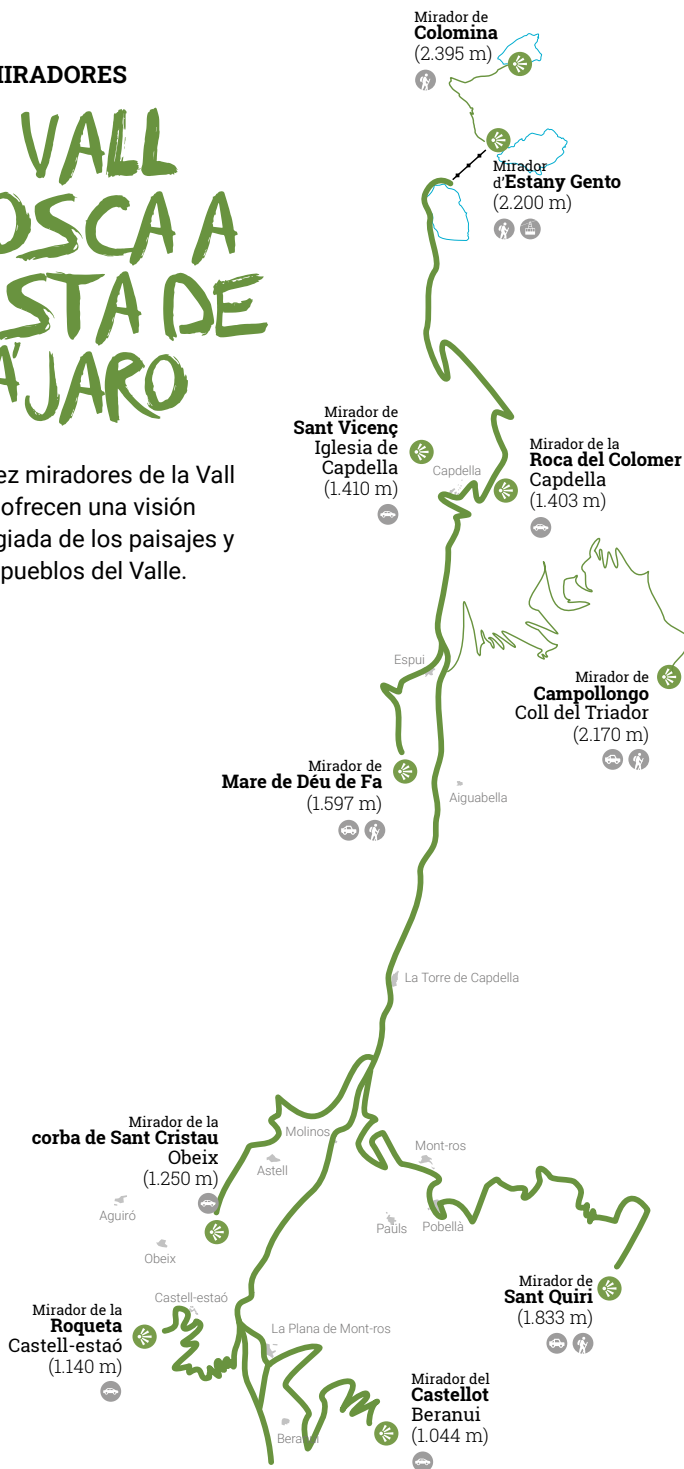 MIRADORES
VALL
OSCA A
STA DE
ÁJARO
ez miradores de la Vall
ofrecen una visión
giada de los paisajes y
pueblos del Valle.
Mirador de
Colomina
(2.395 m)
Mirador
d'Estany Gento
(2.200 m)
Mirador de
Sant Vicenç
Iglesia de
Capdella
(1.410 m)
Capdella
Mirador de la
Roca del Colomer
Capdella
(1.403 m)
Espui
Mirador de
Campollongo
Coll del Triador
(2.170 m)
Mirador de
Mare de Déu de Fa
(1.597 m)
Aiguabella
La Torre de Capdella
Mirador de la
corba de Sant Cristau
Obeix
(1.250 m)
Molinos
Astell
Mont-ros
Aguiró
Pauls
Pobellà
Obeix
Castell-estaó
Mirador de la
Roqueta
Castell-estaó
(1.140 m)
La Plana de Mont-ros
Mirador de
Sant Quiri
(1.833 m)
Mirador del
Castellot
Beranui
(1.044 m)
Beranui